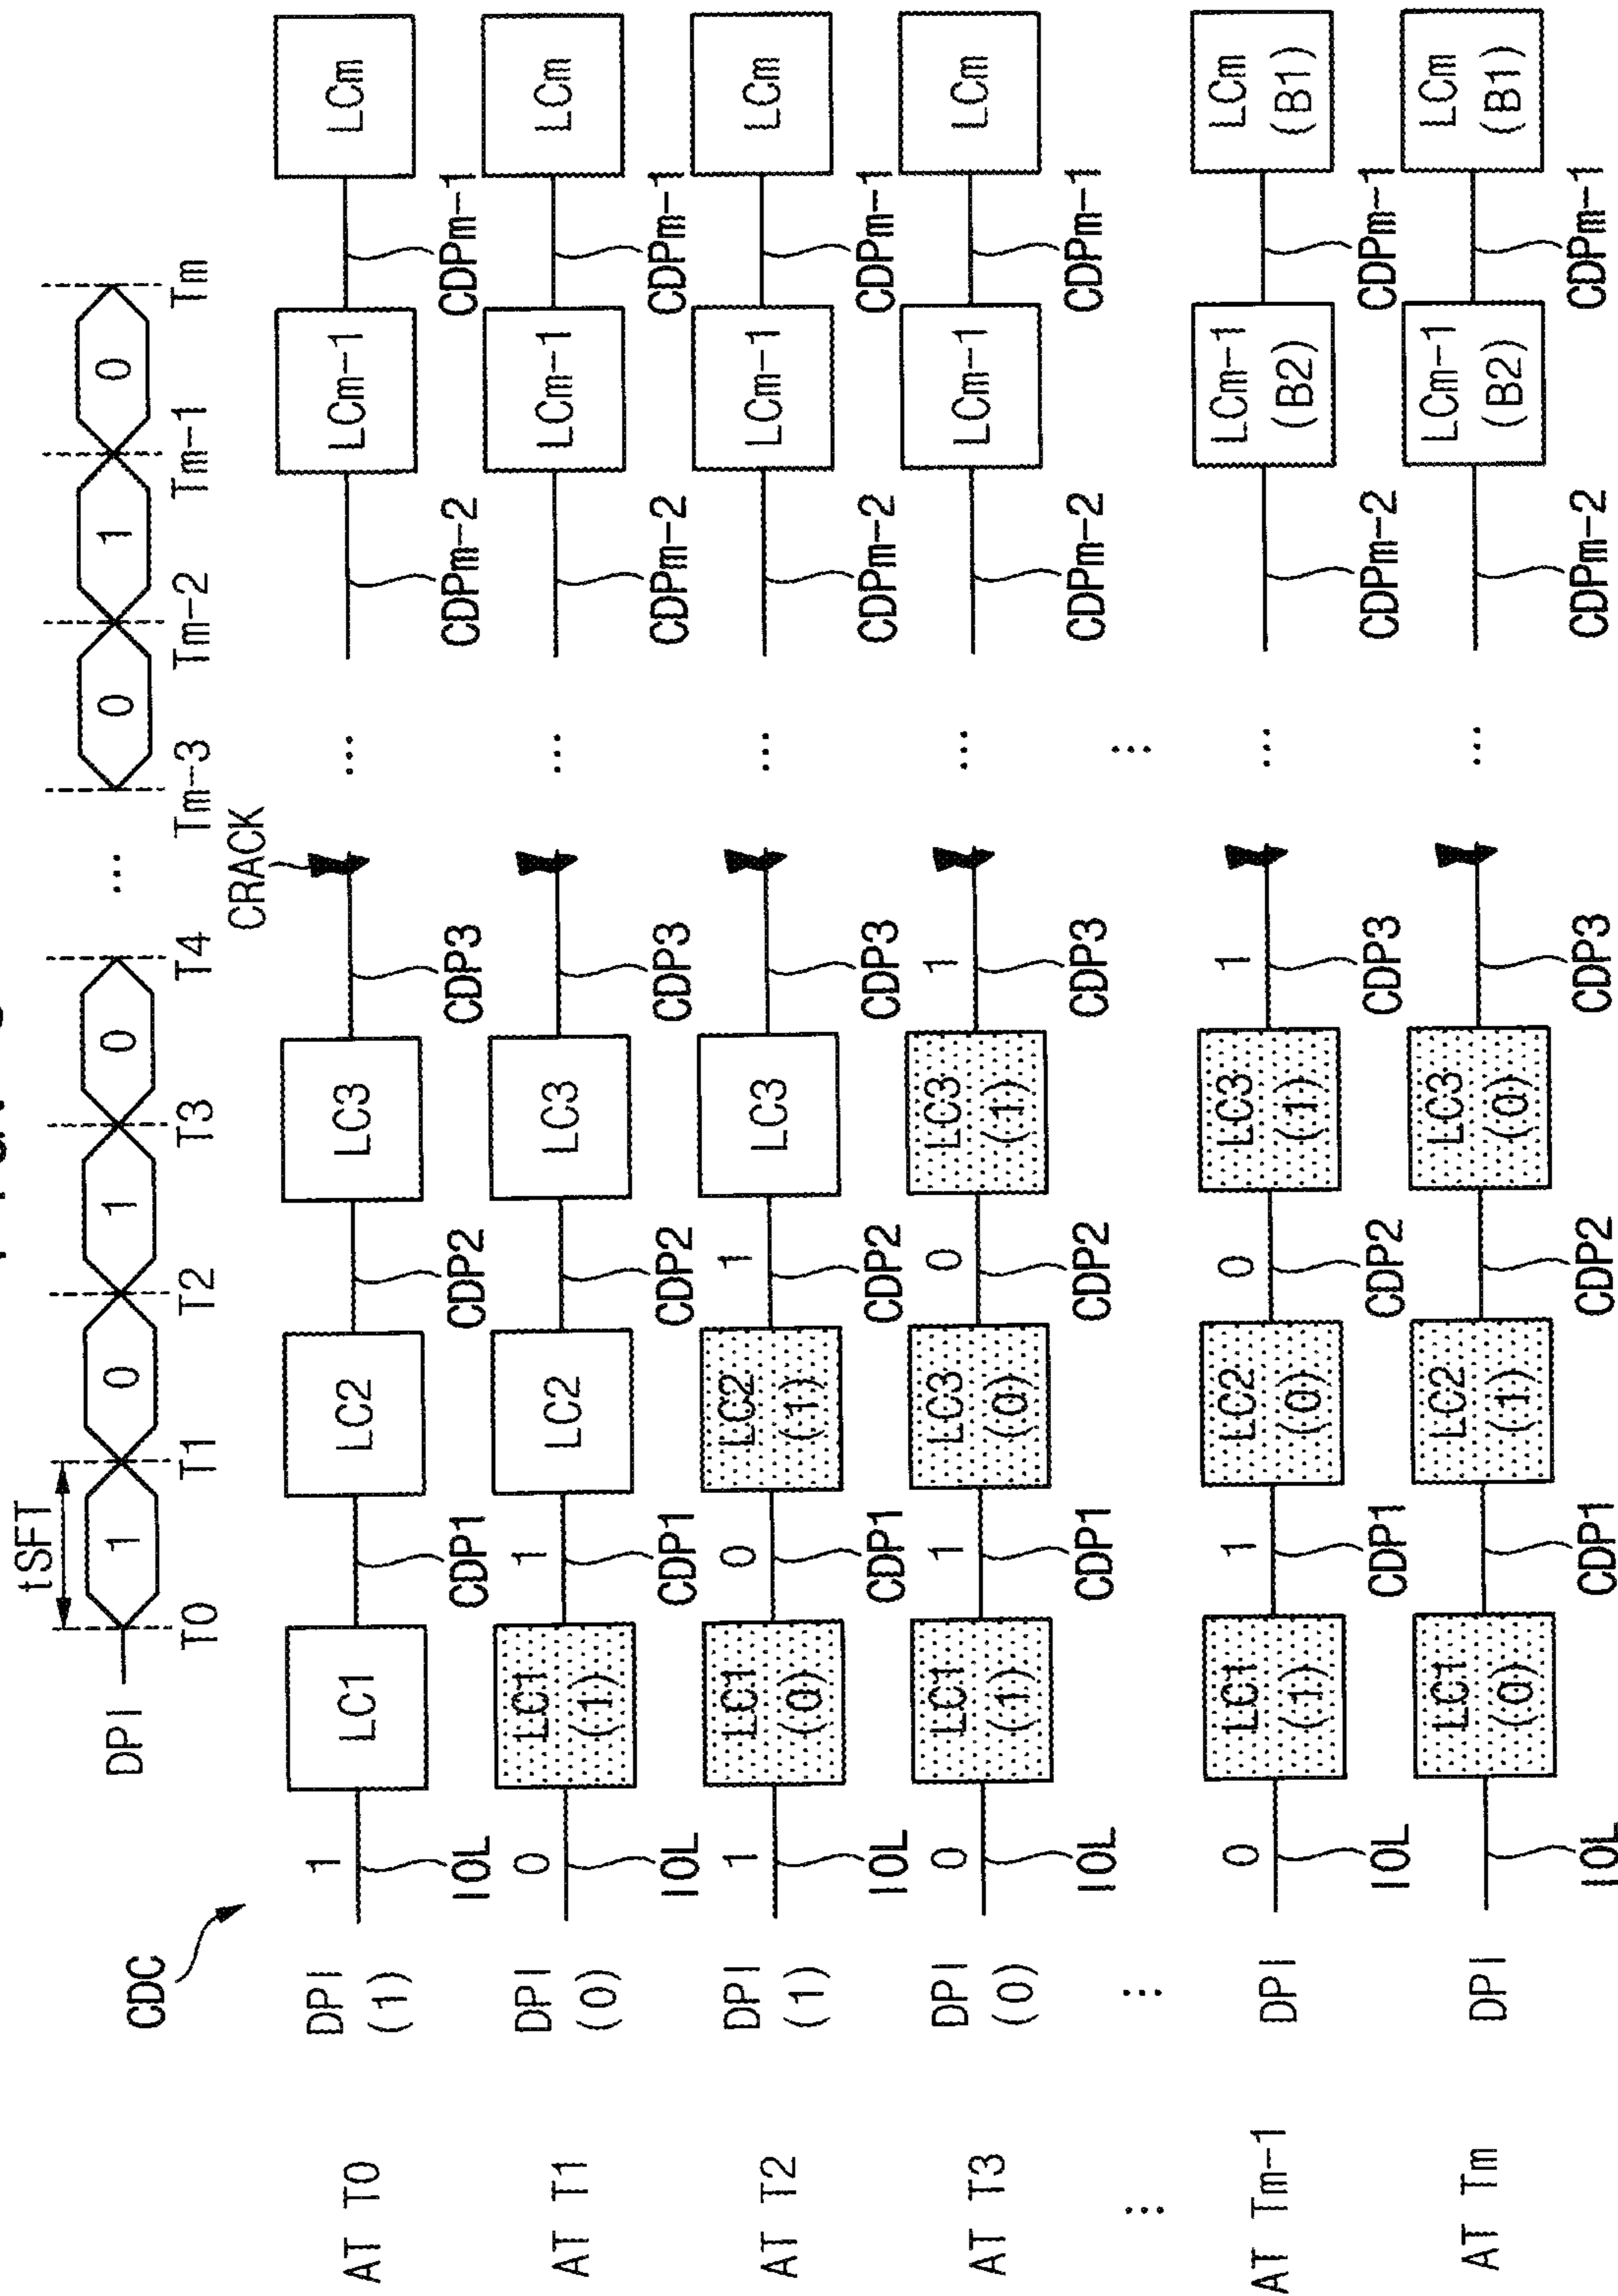 tSFT
DPI 1 0 1 0 ... 0 1 0
T0 T1 T2 T3 T4 Tm-3 Tm-2 Tm-1 Tm
CDC
CRACK
AT T0 DPI (1) 1 LC1 LC2 LC3 ... LCm-1 LCm
IOL CDP1 CDP2 CDP3 CDPm-2 CDPm-1
AT T1 DPI (0) 0 LC1 (1) 1 LC2 LC3 ... LCm-1 LCm
IOL CDP1 CDP2 CDP3 CDPm-2 CDPm-1
AT T2 DPI (1) 1 LC1 (0) 0 LC2 (1) 1 LC3 ... LCm-1 LCm
IOL CDP1 CDP2 CDP3 CDPm-2 CDPm-1
AT T3 DPI (0) 0 LC1 (1) 1 LC3 (0) 0 LC3 (1) 1 ... LCm-1 LCm
IOL CDP1 CDP2 CDP3 CDPm-2 CDPm-1
AT Tm-1 DPI 0 LC1 (1) 1 LC2 (0) 0 LC3 (1) 1 ... LCm-1 (B2) LCm (B1)
IOL CDP1 CDP2 CDP3 CDPm-2 CDPm-1
AT Tm DPI LC1 (0) LC2 (1) LC3 (0) ... LCm-1 (B2) LCm (B1)
IOL CDP1 CDP2 CDP3 CDPm-2 CDPm-1